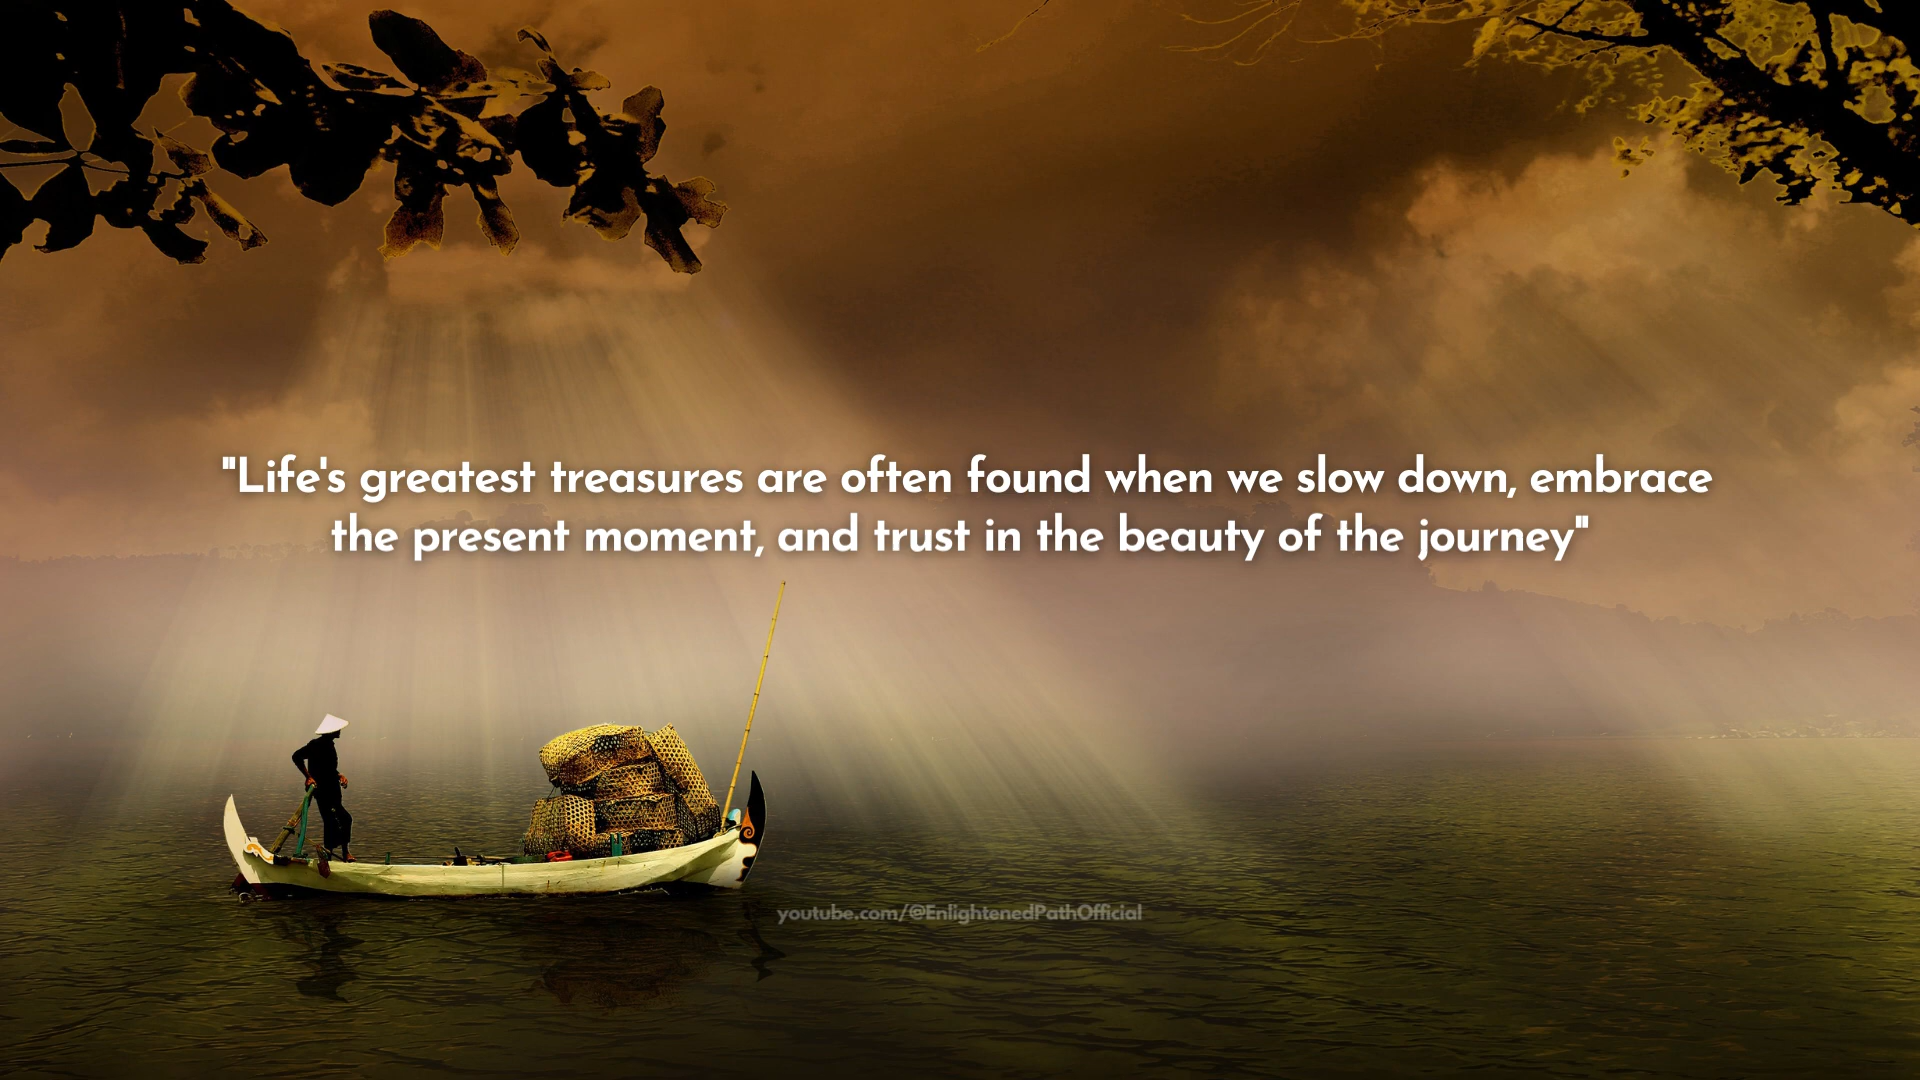 "Life's greatest treasures are often found when we slow down, embrace
the present moment, and trust in the beauty of the journey"
youtube.com/@EnlightenedPathOfficial